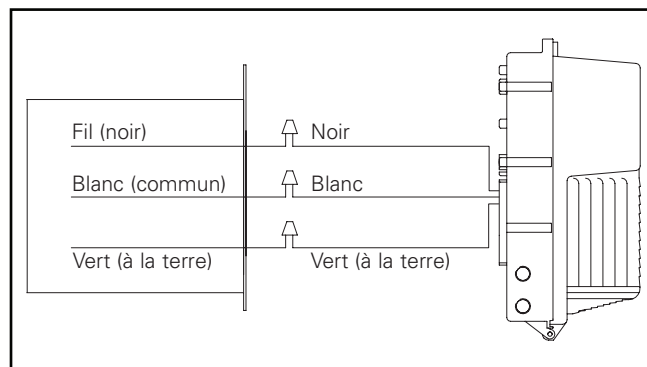 Fil (noir) Noir
Blanc (commun) Blanc
Vert (à la terre) Vert (à la terre)